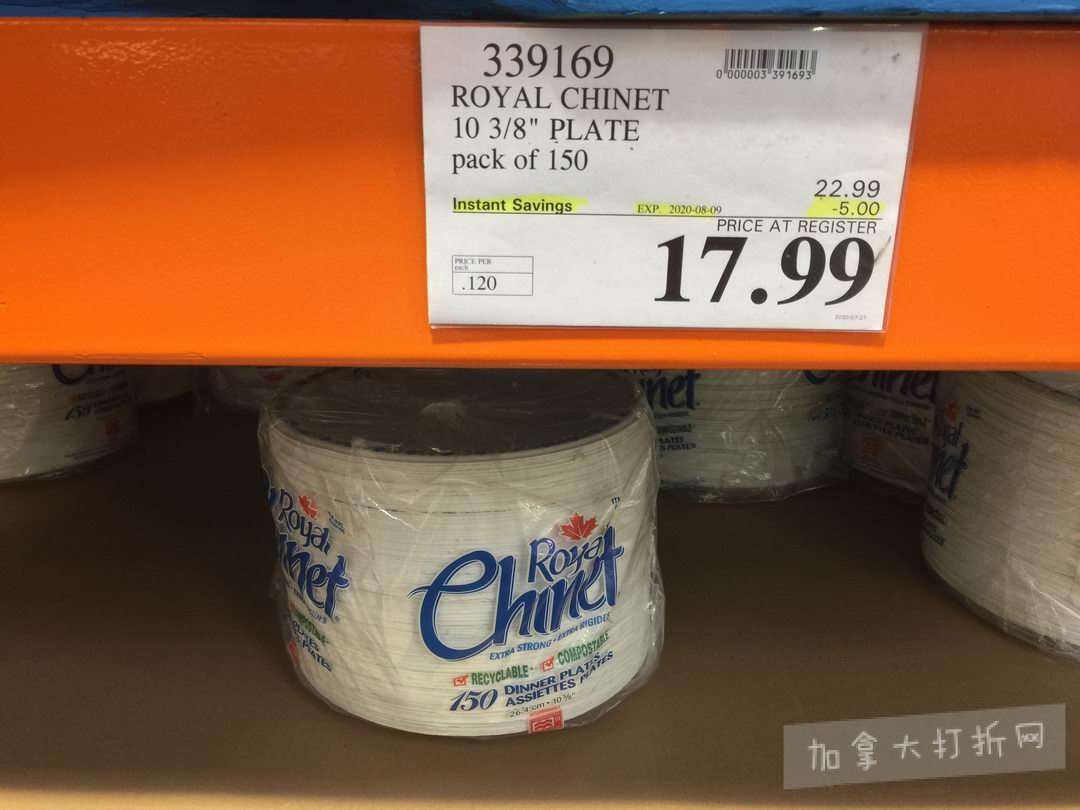 339169
0 000003 391693
ROYAL CHINET
10 3/8" PLATE
pack of 150
22.99
Instant Savings EXP. 2020-08-09 -5.00
PRICE AT REGISTER
17.99
PRICE PER
each
.120
Royal
Chinet
EXTRA STRONG • EXTRA RIGIDE
RECYCLABLE • COMPOSTABLE
150 DINNER PLATES
ASSIETTES PLATES
加拿大打折网